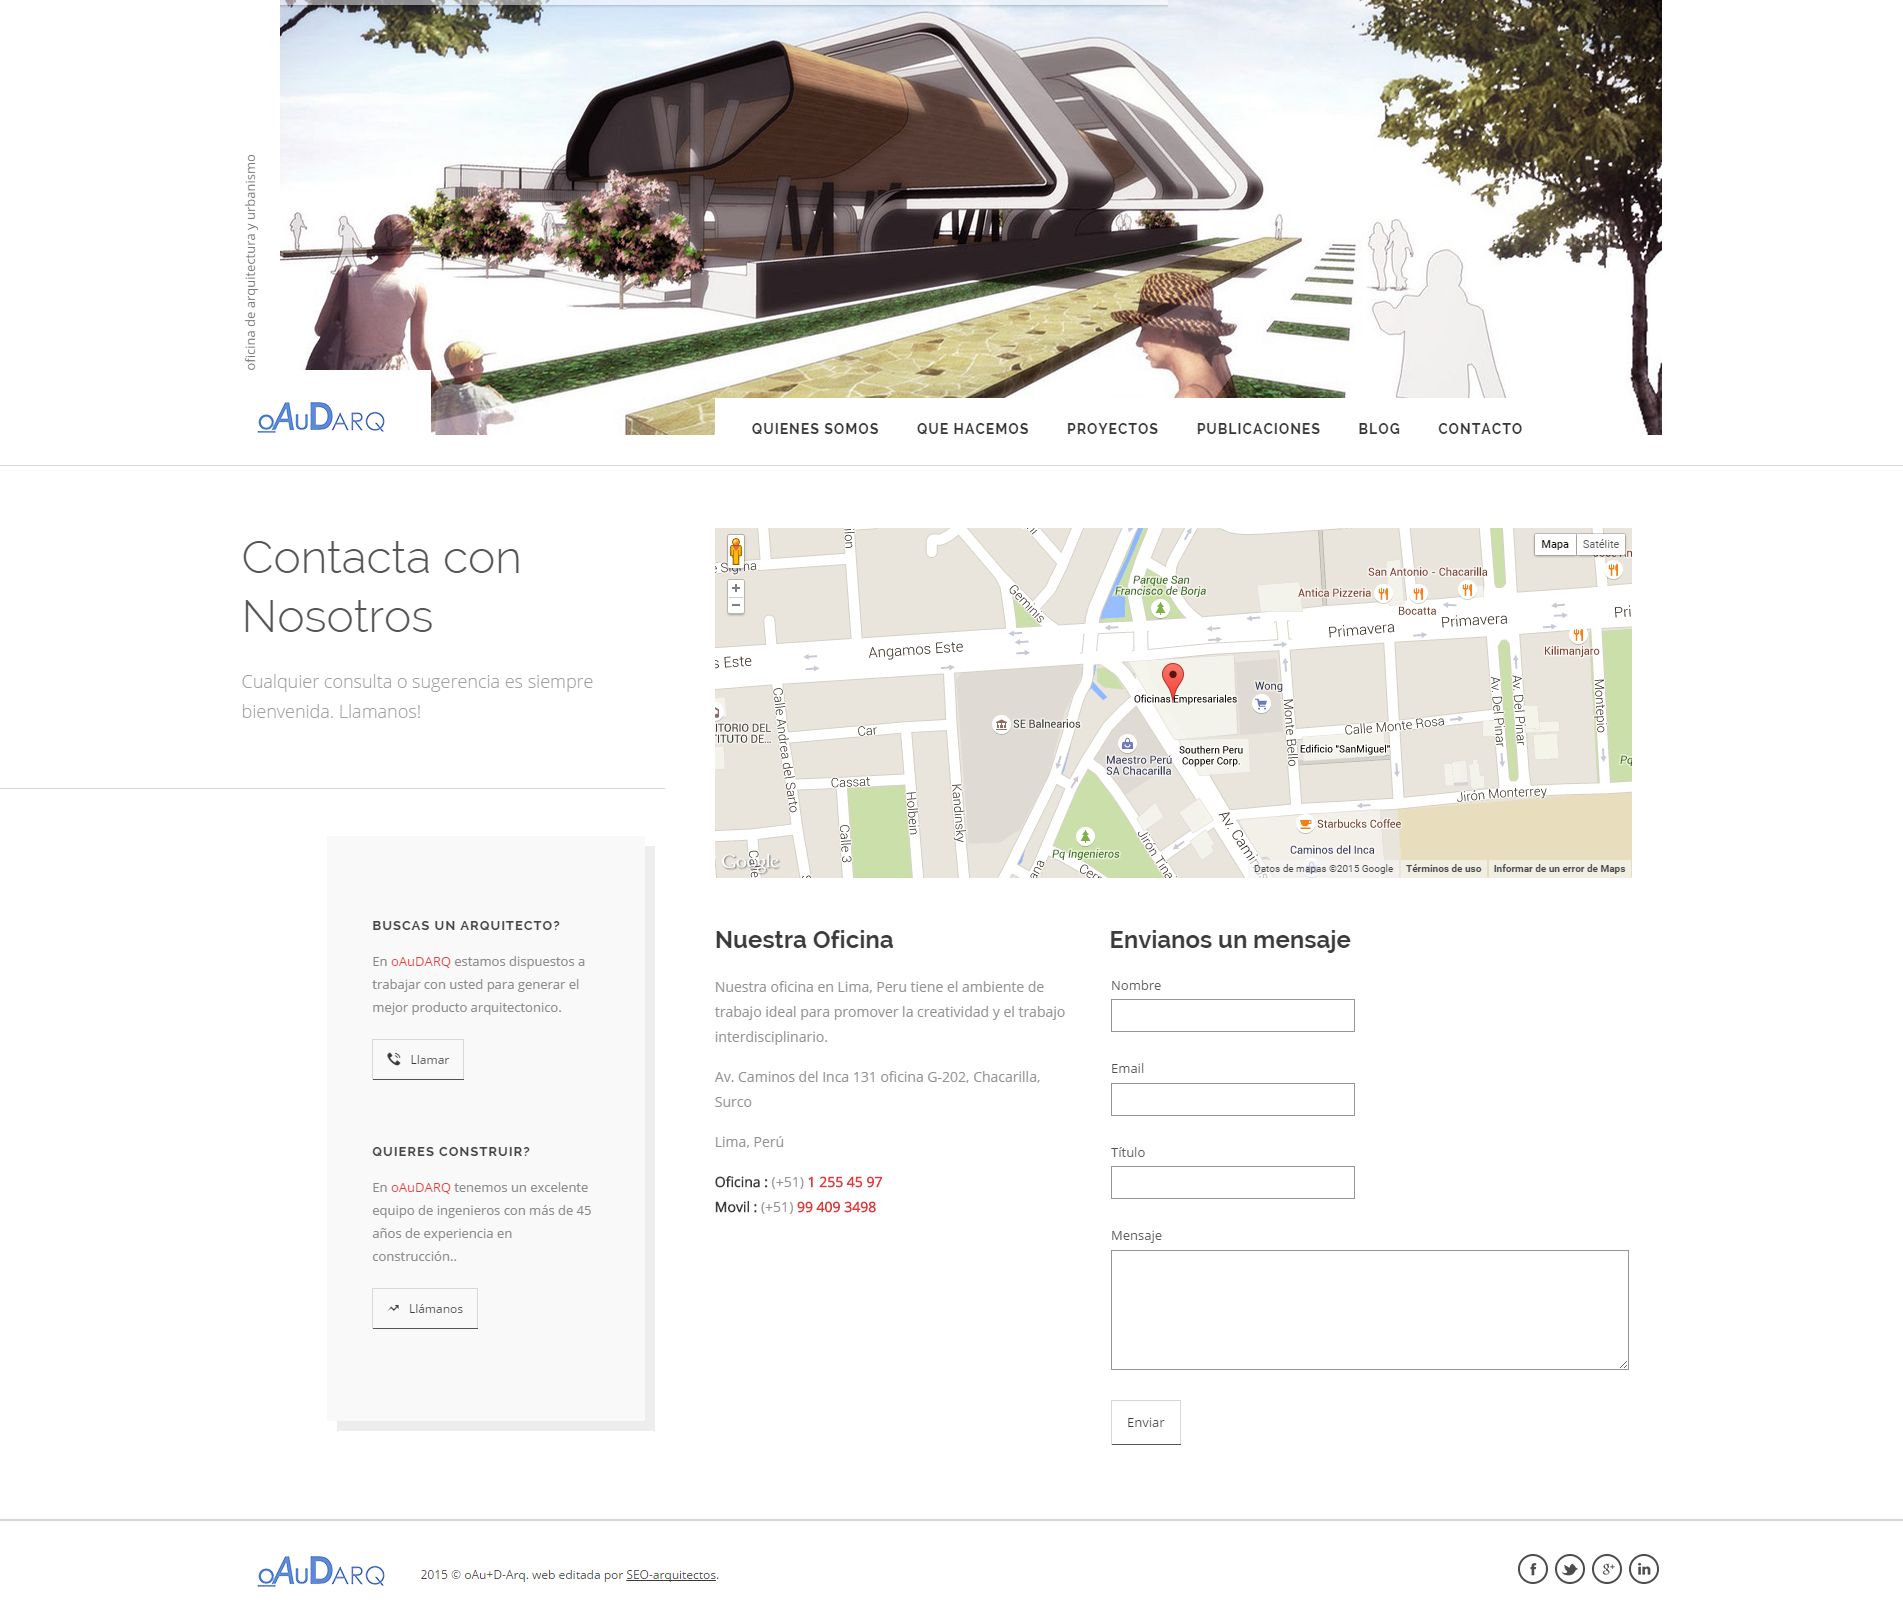 oficina de arquitectura y urbanismo
oAuDARQ
QUIENES SOMOS QUE HACEMOS PROYECTOS PUBLICACIONES BLOG CONTACTO
Contacta con
Nosotros
Cualquier consulta o sugerencia es siempre
bienvenida. Llamanos!
Mapa Satélite
Parque San
Francisco de Borja
San Antonio - Chacarilla
Antica Pizzeria
Bocatta
Geminis
Primavera
Primavera
Kilimanjaro
Angamos Este
s Este
Oficinas Empresariales
Wong
Av. Del Pinar
Av. Del Pinar
Montepio
Monte Bello
Calle Andrea del Sarto
SE Balnearios
Car
Calle Monte Rosa
Edificio "SanMiguel"
Southern Peru
Copper Corp.
Maestro Perú
SA Chacarilla
Cassat
Holbein
Kandinsky
Jirón Monterrey
Calle 3
Starbucks Coffee
Pq Ingenieros
Caminos del Inca
Google
Datos de mapas ©2015 Google Términos de uso Informar de un error de Maps
BUSCAS UN ARQUITECTO?
En oAuDARQ estamos dispuestos a
trabajar con usted para generar el
mejor producto arquitectonico.
Llamar
QUIERES CONSTRUIR?
En oAuDARQ tenemos un excelente
equipo de ingenieros con más de 45
años de experiencia en
construcción..
Llámanos
Nuestra Oficina
Nuestra oficina en Lima, Peru tiene el ambiente de
trabajo ideal para promover la creatividad y el trabajo
interdisciplinario.
Av. Caminos del Inca 131 oficina G-202, Chacarilla,
Surco
Lima, Perú
Oficina : (+51) 1 255 45 97
Movil : (+51) 99 409 3498
Envianos un mensaje
Nombre
Email
Título
Mensaje
Enviar
oAuDARQ
2015 © oAu+D-Arq. web editada por SEO-arquitectos.